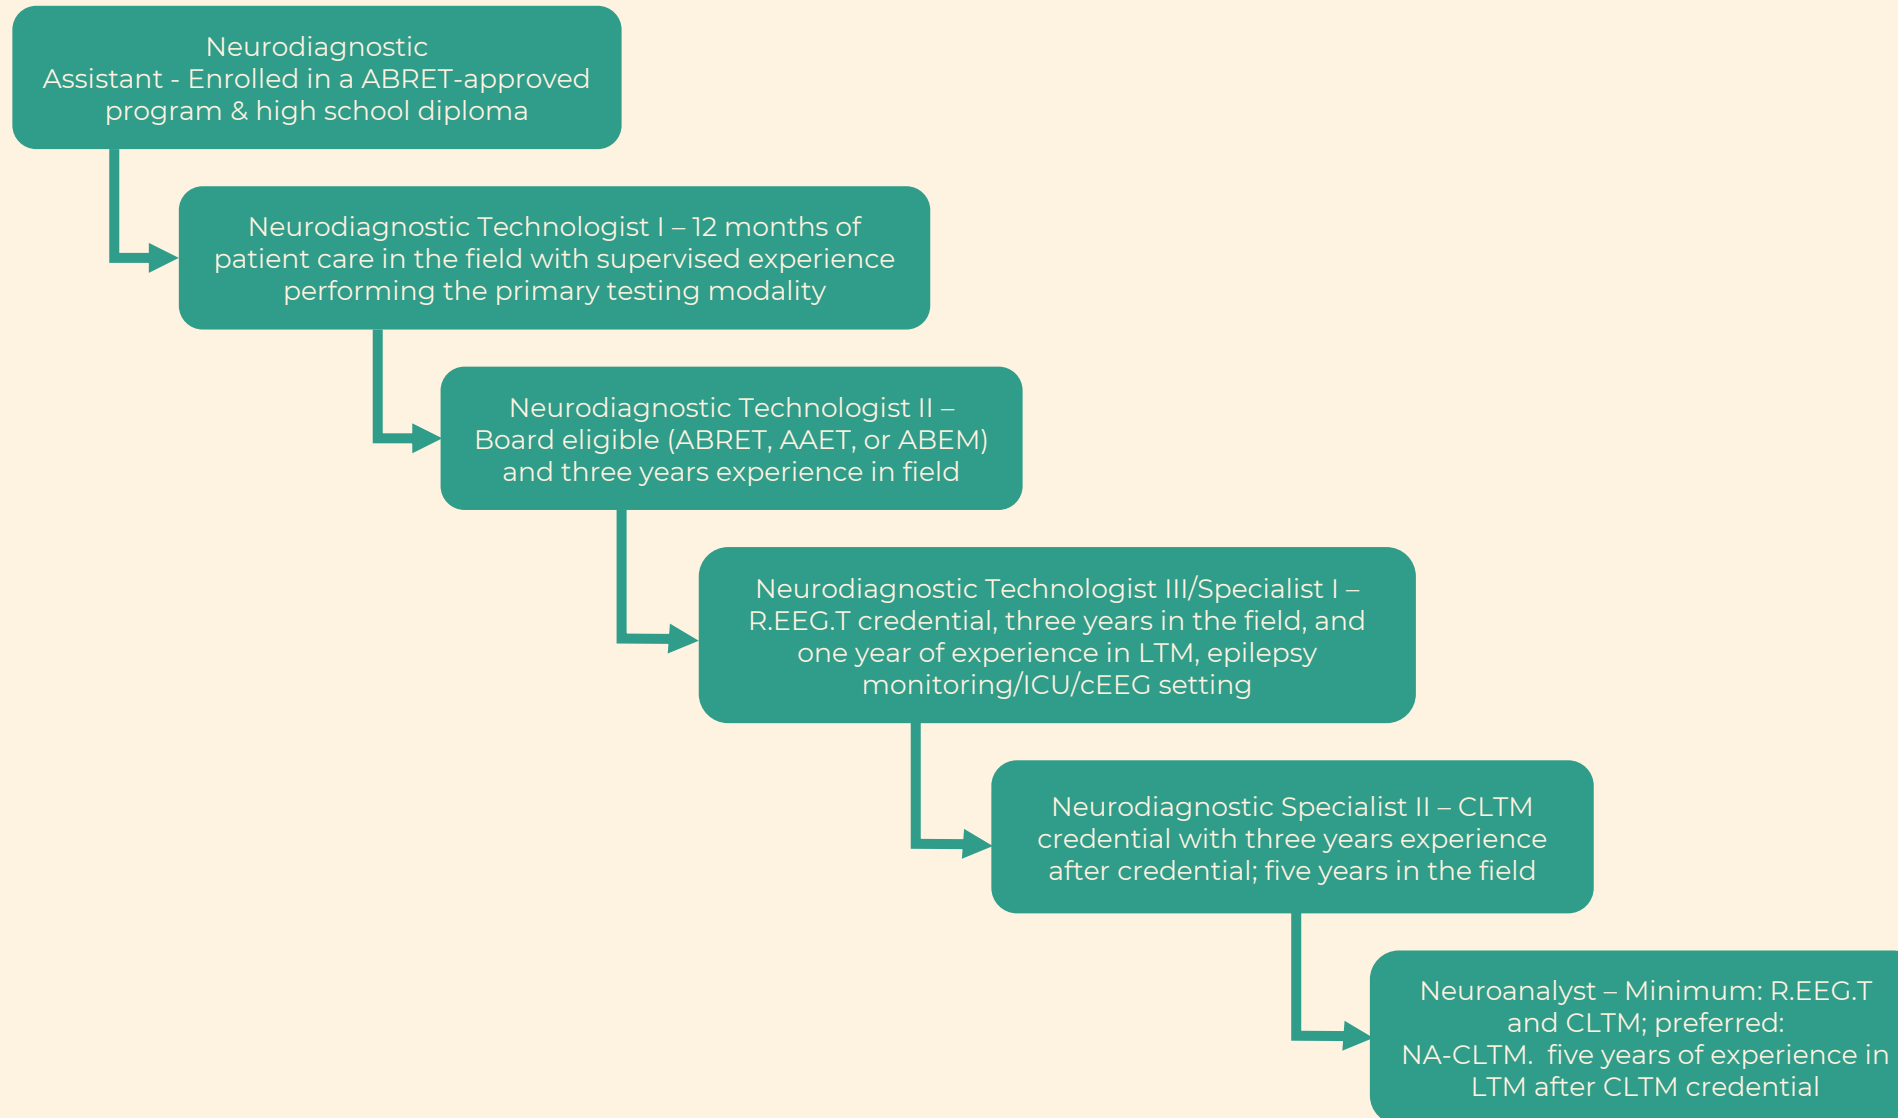 Neurodiagnostic
Assistant - Enrolled in a ABRET-approved
program & high school diploma
Neurodiagnostic Technologist I – 12 months of
patient care in the field with supervised experience
performing the primary testing modality
Neurodiagnostic Technologist II –
Board eligible (ABRET, AAET, or ABEM)
and three years experience in field
Neurodiagnostic Technologist III/Specialist I –
R.EEG.T credential, three years in the field, and
one year of experience in LTM, epilepsy
monitoring/ICU/cEEG setting
Neurodiagnostic Specialist II – CLTM
credential with three years experience
after credential; five years in the field
Neuroanalyst – Minimum: R.EEG.T
and CLTM; preferred:
NA-CLTM.  five years of experience in
LTM after CLTM credential